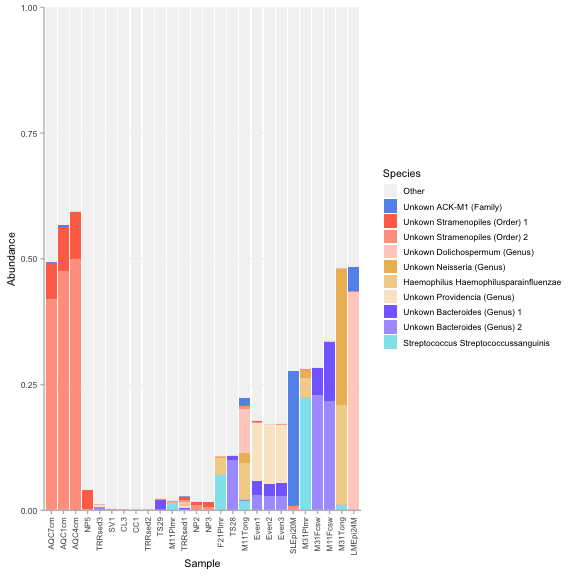 1.00
0.75
0.50
0.25
0.00
Abundance
AQC7cm
AQC1cm
AQC4cm
NP5
TRRsed3
SV1
CL3
CC1
TRRsed2
TS29
M11Plmr
TRRsed1
NP2
NP3
F21Plmr
TS28
M11Tong
Even1
Even2
Even3
SLEpi20M
M31Plmr
M31Fcsw
M11Fcsw
M31Tong
LMEpi24M
Sample
Species
Other
Unkown ACK-M1 (Family)
Unkown Stramenopiles (Order) 1
Unkown Stramenopiles (Order) 2
Unkown Dolichospermum (Genus)
Unkown Neisseria (Genus)
Haemophilus Haemophilusparainfluenzae
Unkown Providencia (Genus)
Unkown Bacteroides (Genus) 1
Unkown Bacteroides (Genus) 2
Streptococcus Streptococcussanguinis